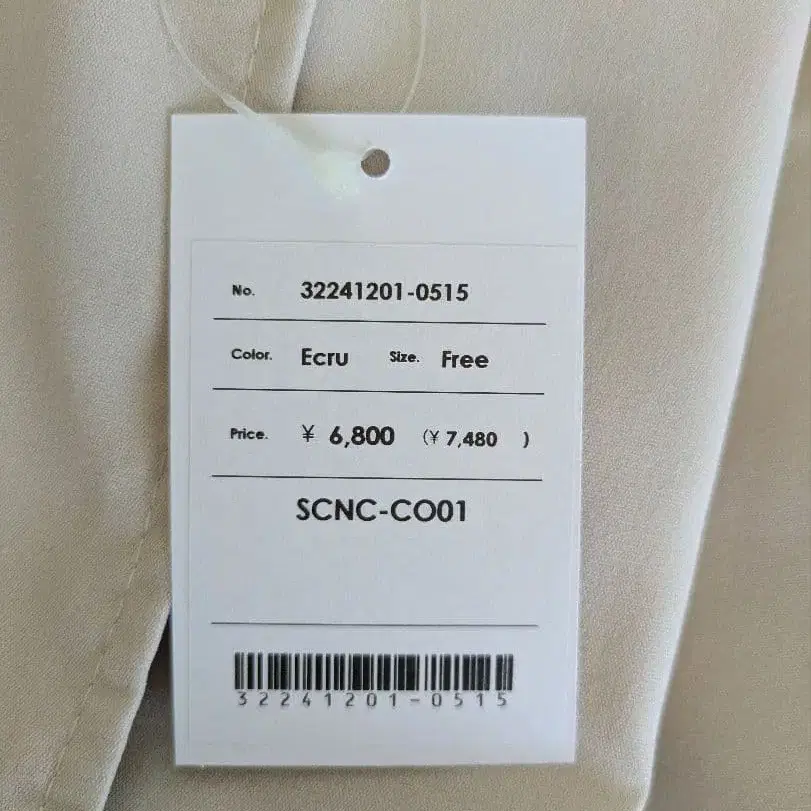 No. 32241201-0515
Color. Ecru Size. Free
Price. ¥ 6,800 (¥ 7,480 )
SCNC-CO01
32241201-0515